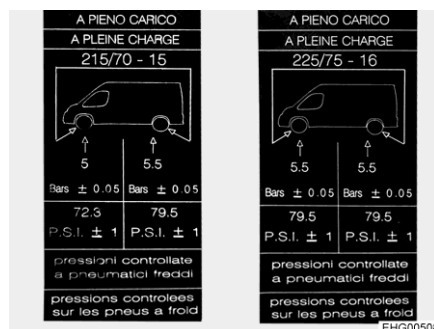 A PIENO CARICO
A PLEINE CHARGE
215/70 - 15
5 5.5
Bars ± 0.05 Bars ± 0.05
72.3 79.5
P.S.I. ± 1 P.S.I. ± 1
pressioni controllate
a pneumatici freddi
pressions controlees
sur les pneus a froid
A PIENO CARICO
A PLEINE CHARGE
225/75 - 16
5.5 5.5
Bars ± 0.05 Bars ± 0.05
79.5 79.5
P.S.I. ± 1 P.S.I. ± 1
pressioni controllate
a pneumatici freddi
pressions controlees
sur les pneus a froid